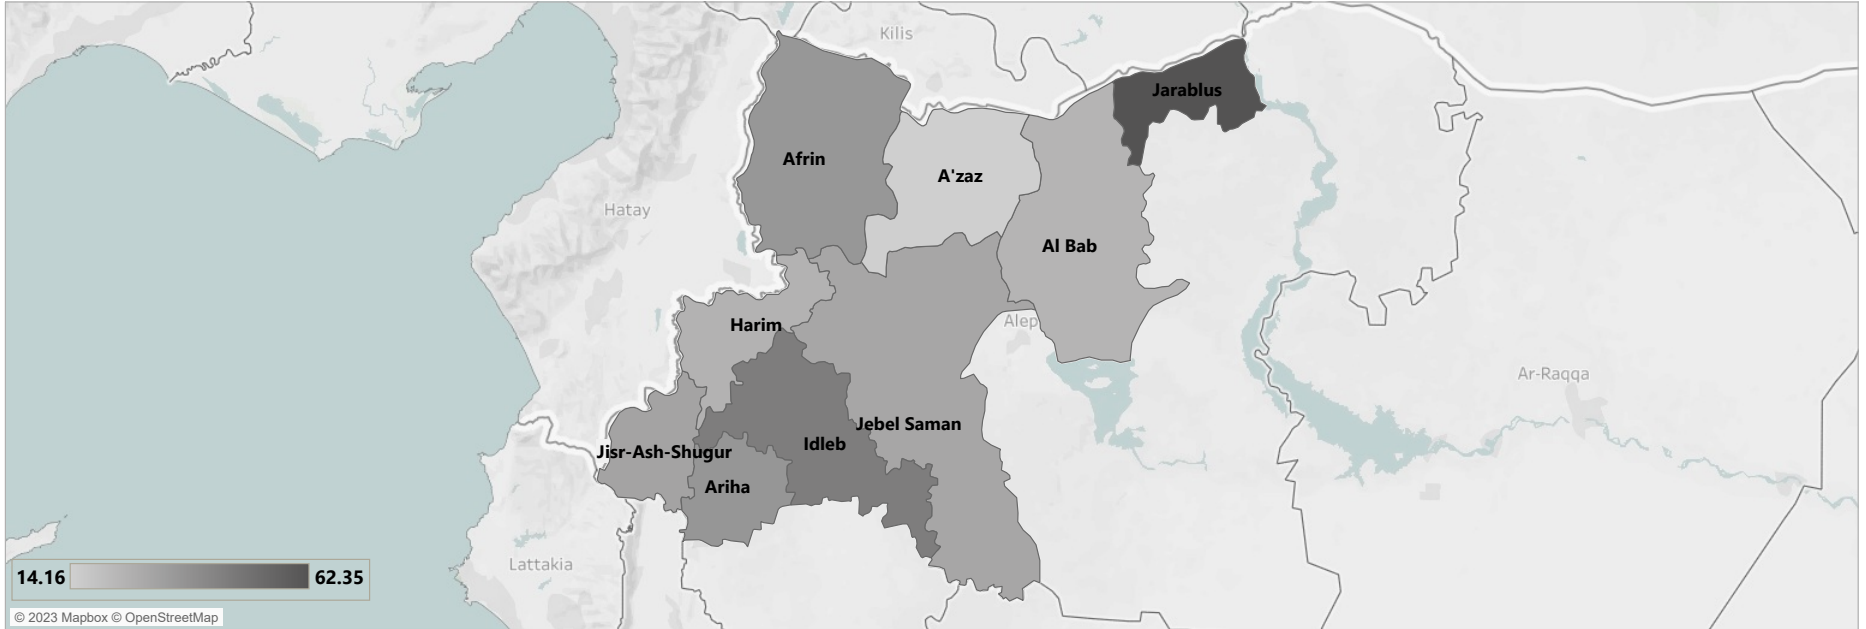 Kilis
Jarablus
Afrin
A'zaz
Hatay
Al Bab
Harim
Alep
Ar-Raqqa
Jebel Saman
Idleb
Jisr-Ash-Shugur
Ariha
Lattakia
14.16
62.35
© 2023 Mapbox © OpenStreetMap